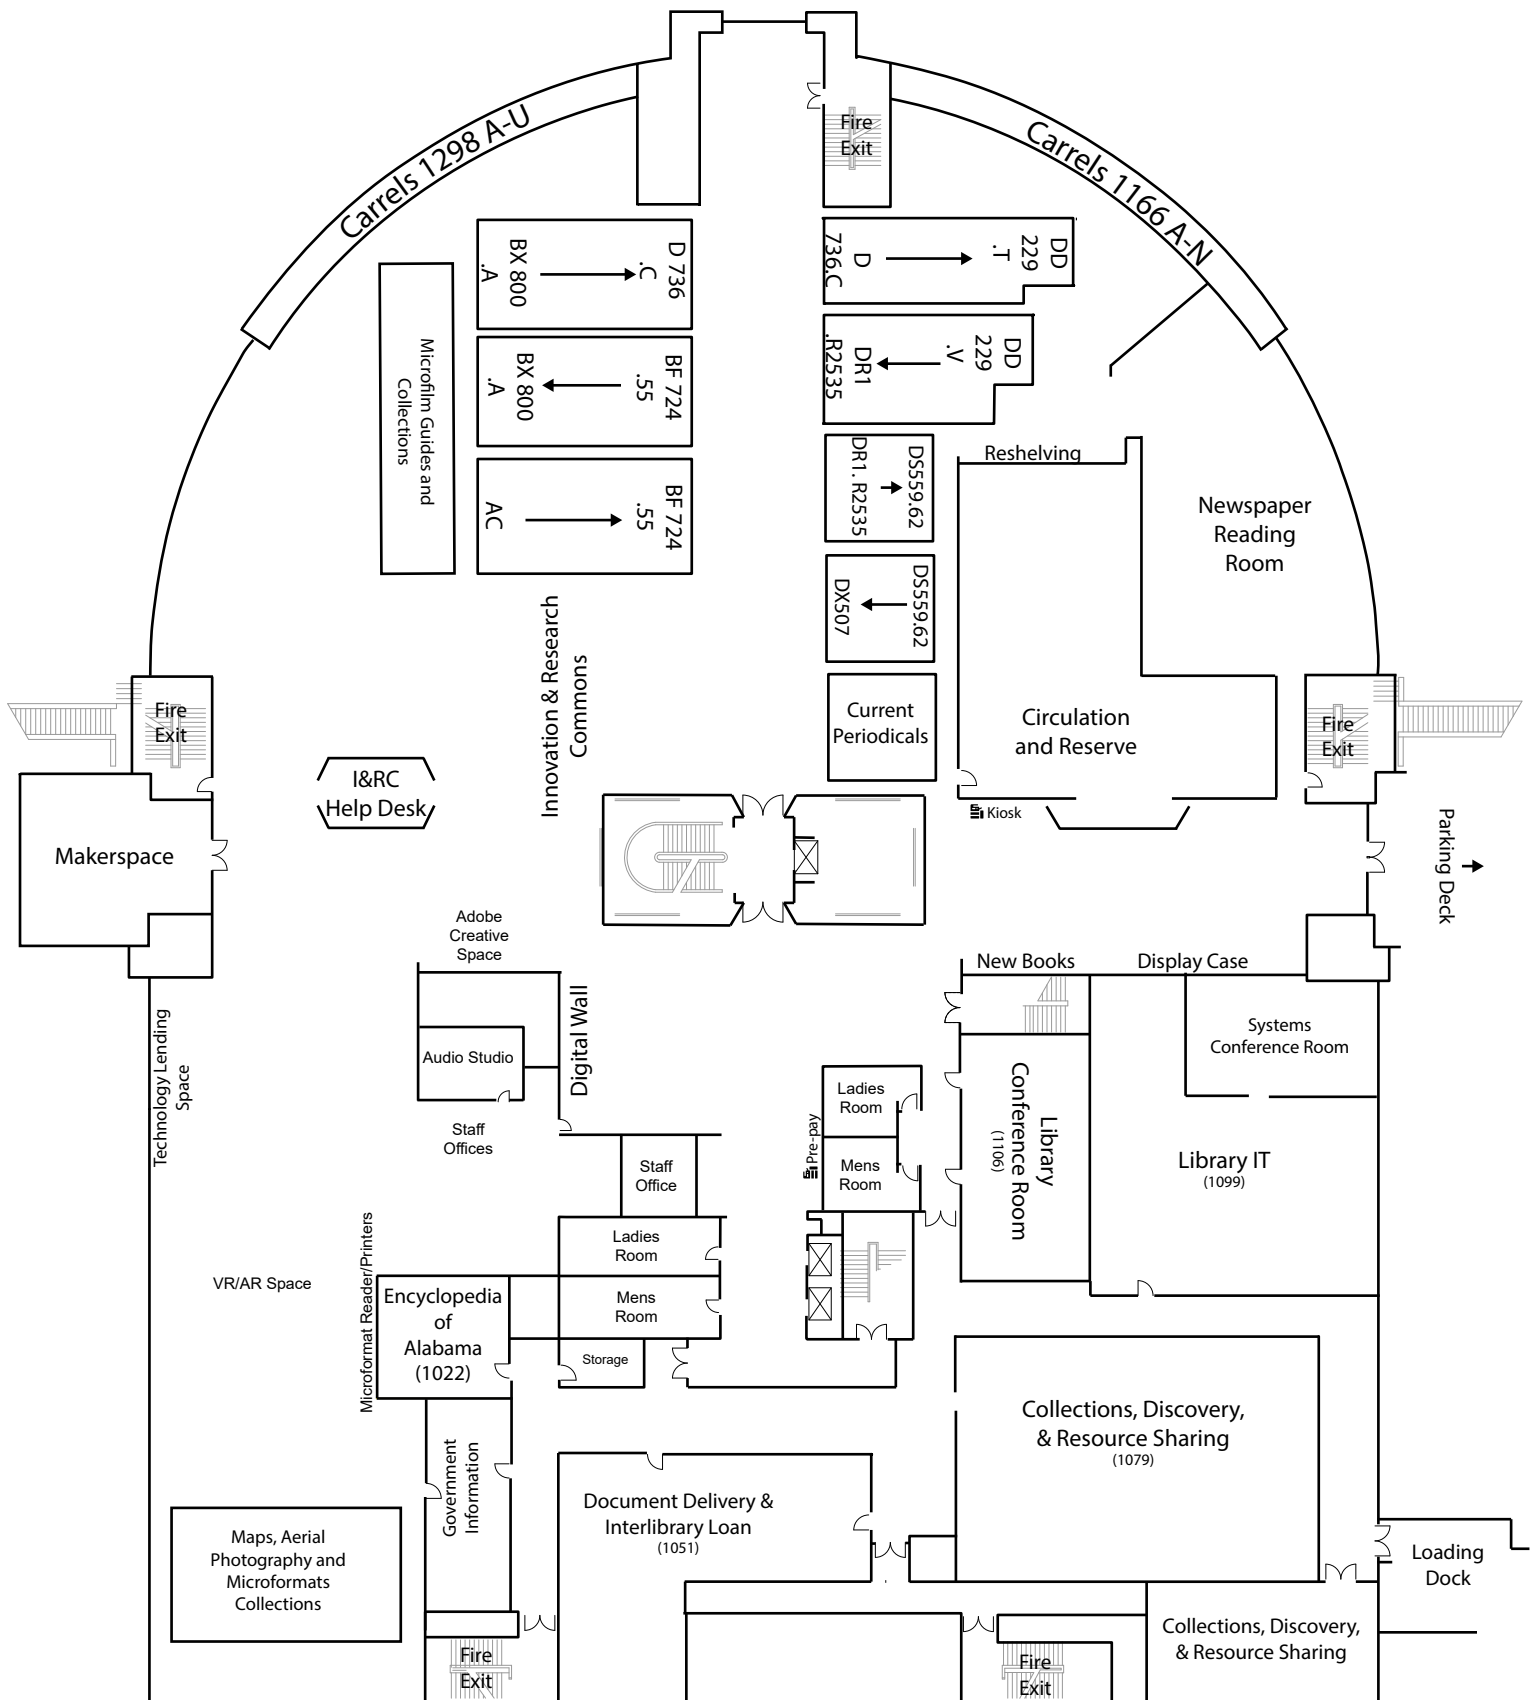 Carrels 1298 A-U
Fire
Exit
Carrels 1166 A-N
BX 800
.A
D 736
.C
D
736.C
DD
229
.T
Microfilm Guides and
Collections
BX 800
.A
BF 724
.55
DR1
.R2535
DD
229
.V
AC
BF 724
.55
DR1. R2535
DS559.62
Reshelving
Newspaper
Reading
Room
DX507
DS559.62
Innovation & Research
Commons
Current
Periodicals
Circulation
and Reserve
Fire
Exit
Fire
Exit
I&RC
Help Desk
Kiosk
Makerspace
Parking Deck
Adobe
Creative
Space
New Books
Display Case
Technology Lending
Space
Audio Studio
Digital Wall
Systems
Conference Room
Staff
Offices
Ladies
Room
Pre-pay
Mens
Room
Library
Conference Room
(1106)
Library IT
(1099)
Staff
Office
Ladies
Room
VR/AR Space
Microformat Reader/Printers
Encyclopedia
of
Alabama
(1022)
Mens
Room
Storage
Collections, Discovery,
& Resource Sharing
(1079)
Government
Information
Document Delivery &
Interlibrary Loan
(1051)
Maps, Aerial
Photography and
Microformats
Collections
Loading
Dock
Fire
Exit
Fire
Exit
Collections, Discovery,
& Resource Sharing